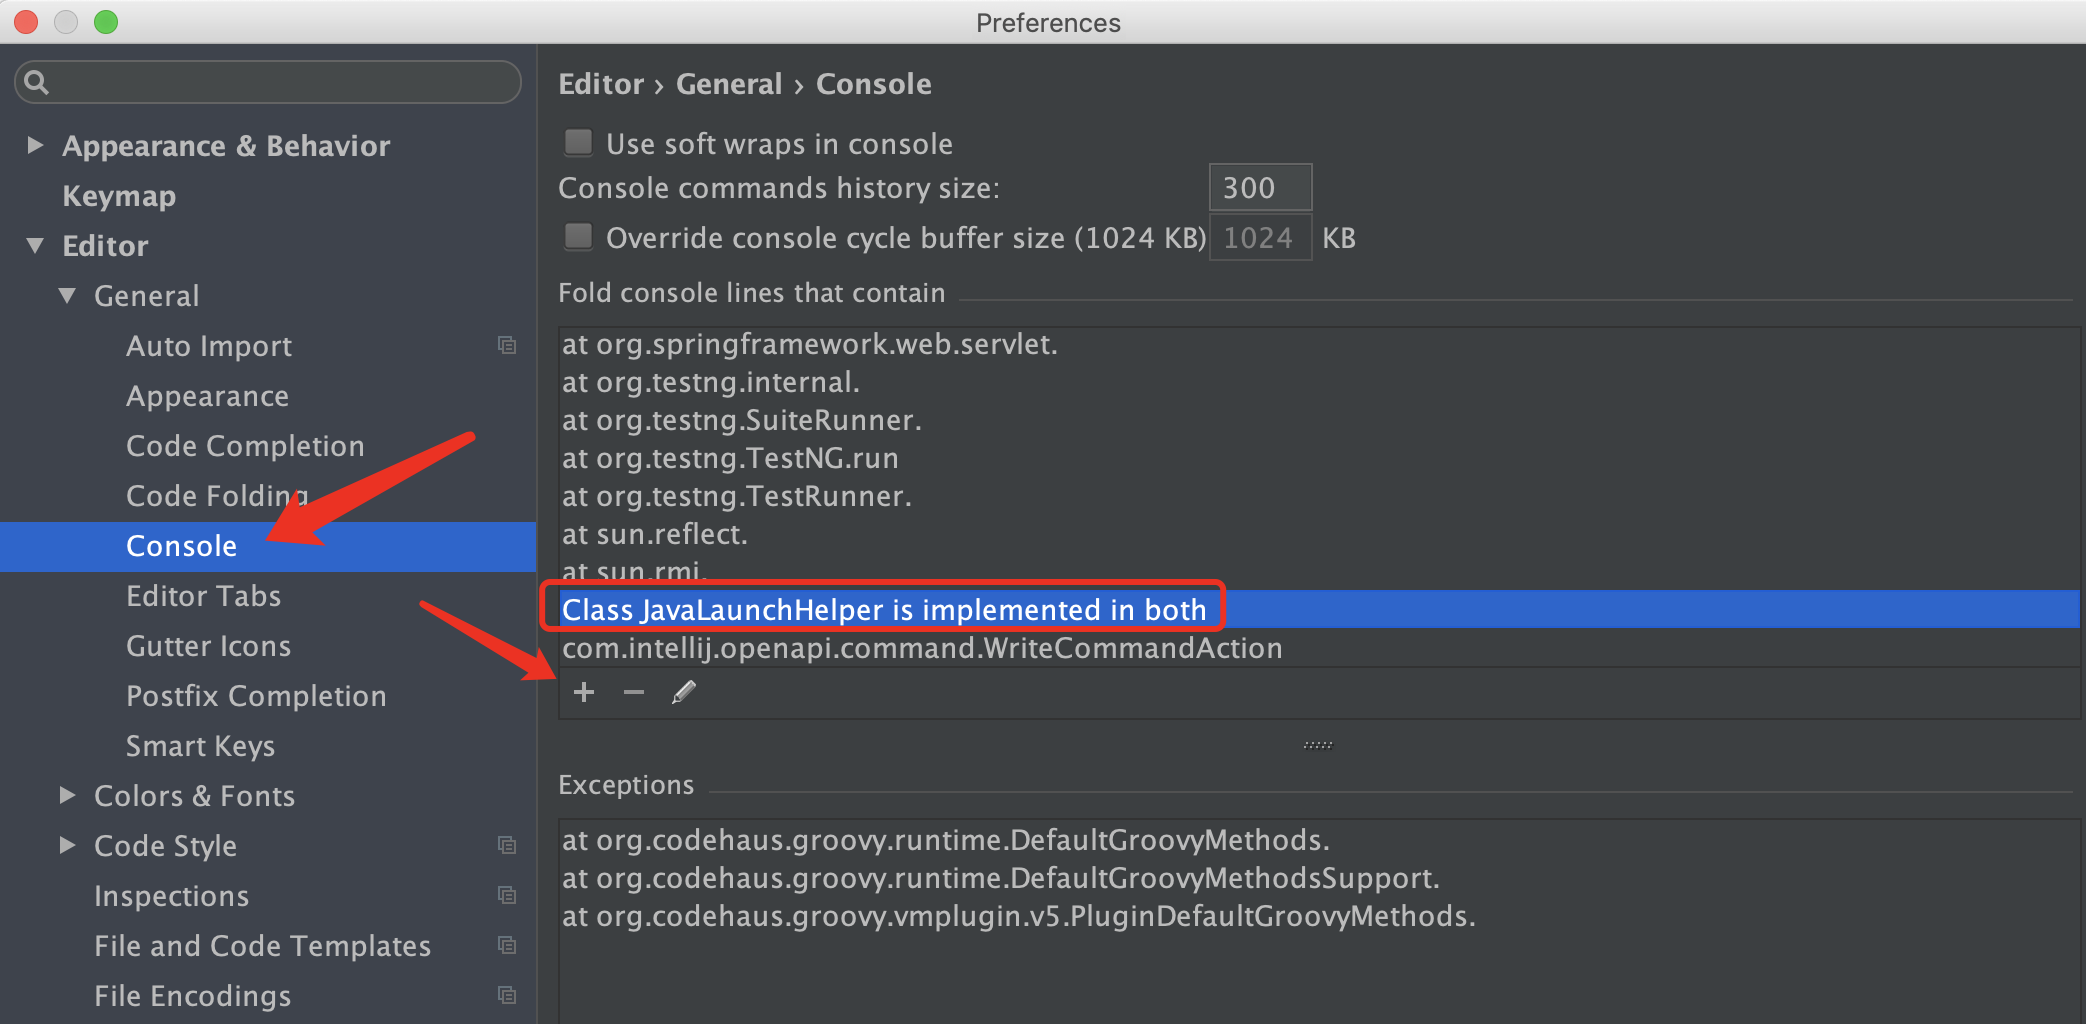 Preferences
Appearance & Behavior
Keymap
Editor
General
Auto Import
Appearance
Code Completion
Code Folding
Console
Editor Tabs
Gutter Icons
Postfix Completion
Smart Keys
Colors & Fonts
Code Style
Inspections
File and Code Templates
File Encodings
Editor › General › Console
Use soft wraps in console
Console commands history size: 300
Override console cycle buffer size (1024 KB) 1024 KB
Fold console lines that contain
at org.springframework.web.servlet.
at org.testng.internal.
at org.testng.SuiteRunner.
at org.testng.TestNG.run
at org.testng.TestRunner.
at sun.reflect.
at sun.rmi.
Class JavaLaunchHelper is implemented in both
com.intellij.openapi.command.WriteCommandAction
Exceptions
at org.codehaus.groovy.runtime.DefaultGroovyMethods.
at org.codehaus.groovy.runtime.DefaultGroovyMethodsSupport.
at org.codehaus.groovy.vmplugin.v5.PluginDefaultGroovyMethods.